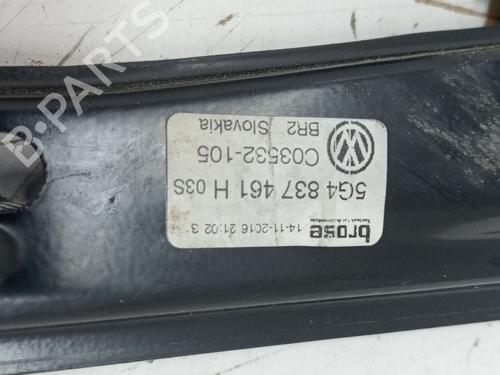 brose
14-11-2016 21:02 3
5G4 837 461 H 03S
C03532-105
BR2 Slovakia
B-PARTS